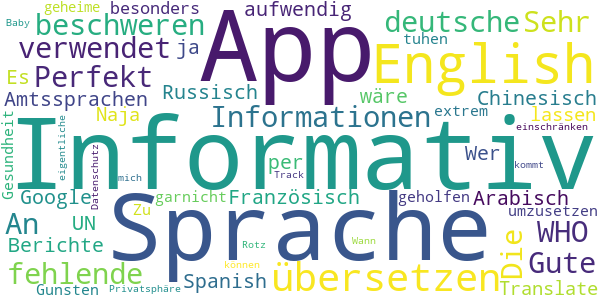 geheime besonders aufwendig
Baby beschweren App deutsche Sehr
verwendet ja tuhen
Es Perfekt English
Amtssprachen Russisch wäre Chinesisch
Naja Informationen extrem lassen
Gesundheit eigentliche Informativ einschränken
Datenschutz per Wer
Track kommt
mich
Google garnicht Französisch geholfen Arabisch
Zu Sprache umzusetzen
An UN Die WHO
Berichte Rotz Wann
fehlende können Gute
Spanish übersetzen
Gunsten Privatsphäre Translate